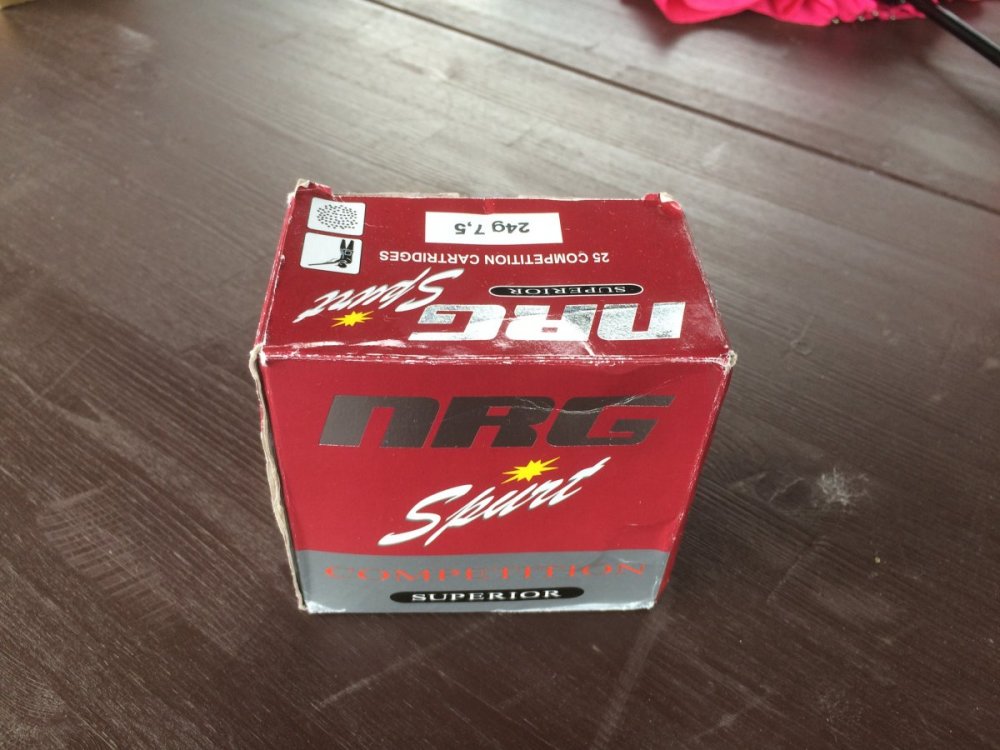 24g 7,5
25 COMPETITION CARTRIDGES
SUPERIOR
Spurt
NRG
NRG
Spurt
COMPETITION
SUPERIOR